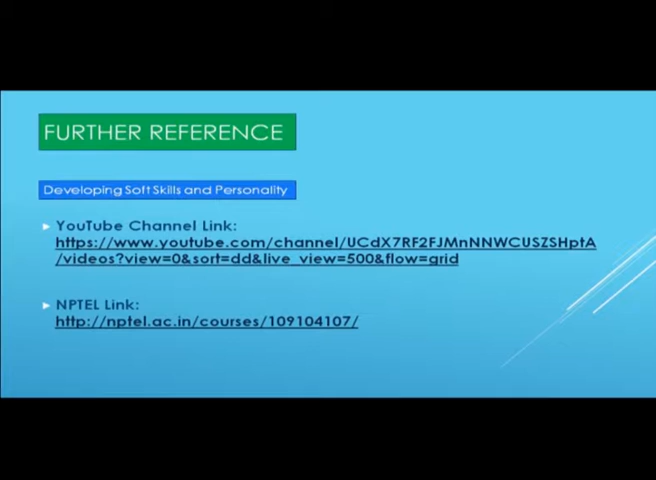 FURTHER REFERENCE
Developing Soft Skills and Personality
YouTube Channel Link:
https://www.youtube.com/channel/UCdX7RF2FJMnNNWCUSZSHptA
/videos?view=0&sort=dd&live_view=500&flow=grid
NPTEL Link:
http://nptel.ac.in/courses/109104107/